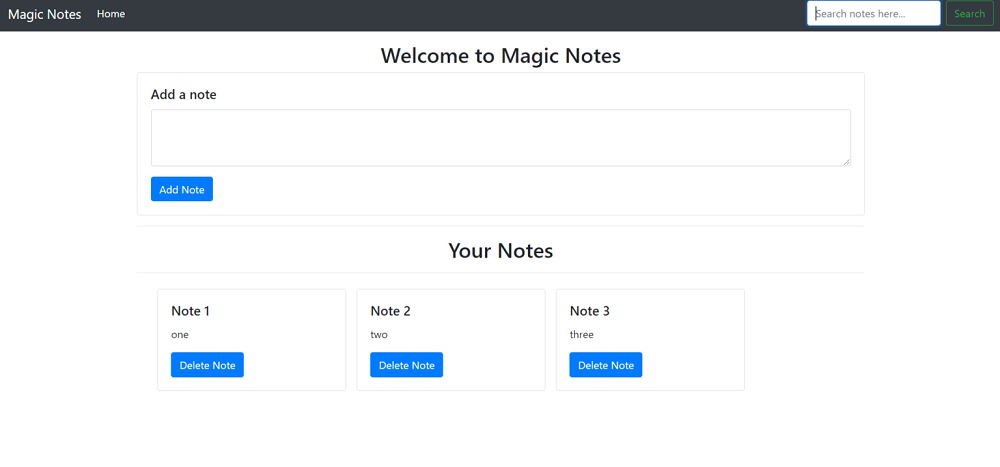 Magic Notes Home Search notes here... Search
Welcome to Magic Notes
Add a note
Add Note
Your Notes
Note 1
one
Delete Note
Note 2
two
Delete Note
Note 3
three
Delete Note